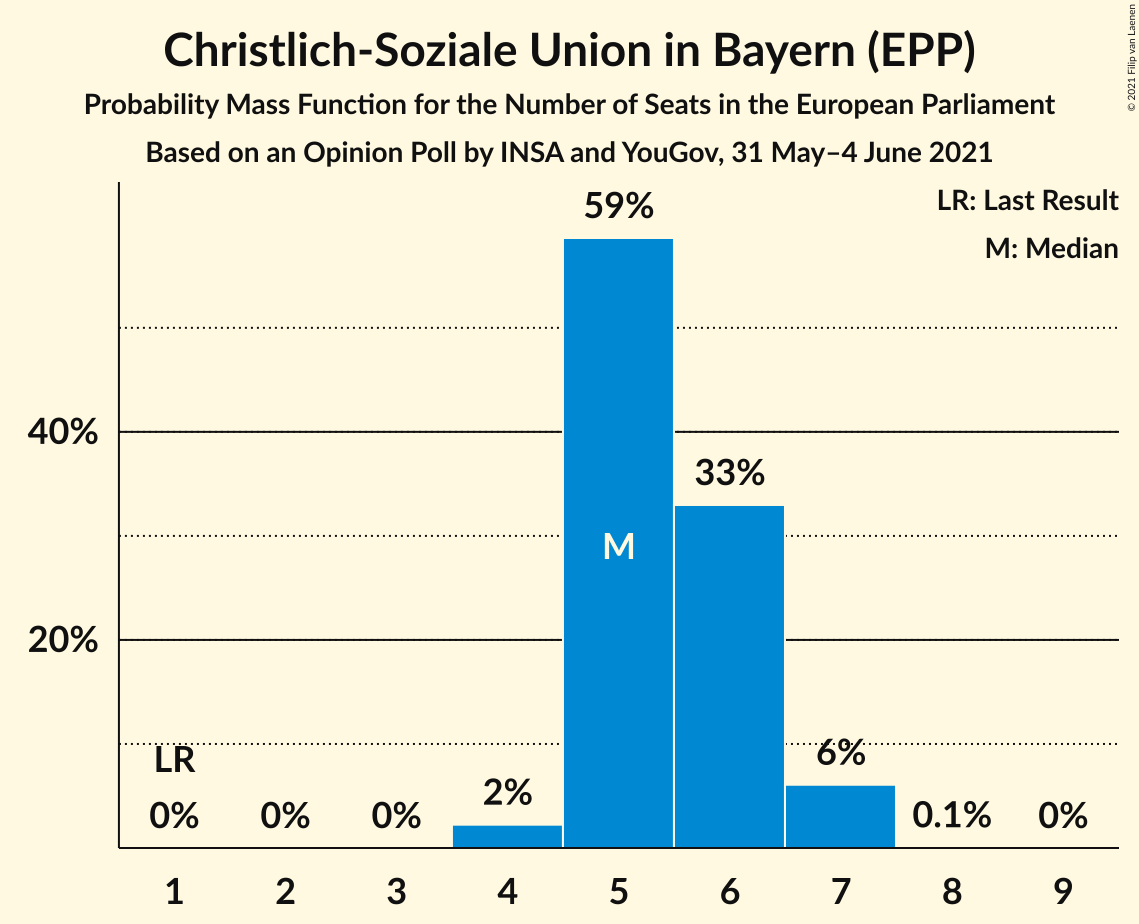 Christlich-Soziale Union in Bayern (EPP)
Probability Mass Function for the Number of Seats in the European Parliament
Based on an Opinion Poll by INSA and YouGov, 31 May–4 June 2021
© 2021 Filip van Laenen
LR: Last Result
M: Median
59%
40%
33%
M
20%
LR
6%
2%
0% 0% 0% 0.1% 0%
1 2 3 4 5 6 7 8 9